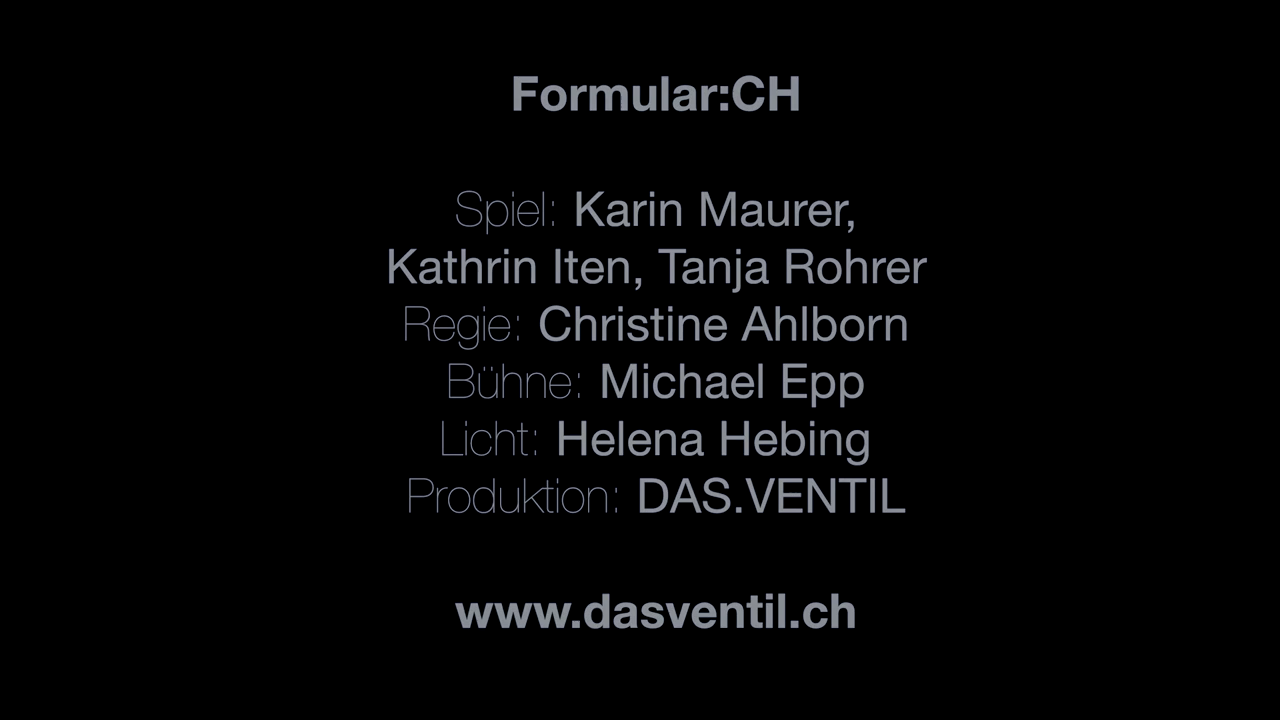 Formular:CH
Spiel: Karin Maurer,
Kathrin Iten, Tanja Rohrer
Regie: Christine Ahlborn
Bühne: Michael Epp
Licht: Helena Hebing
Produktion: DAS.VENTIL
www.dasventil.ch